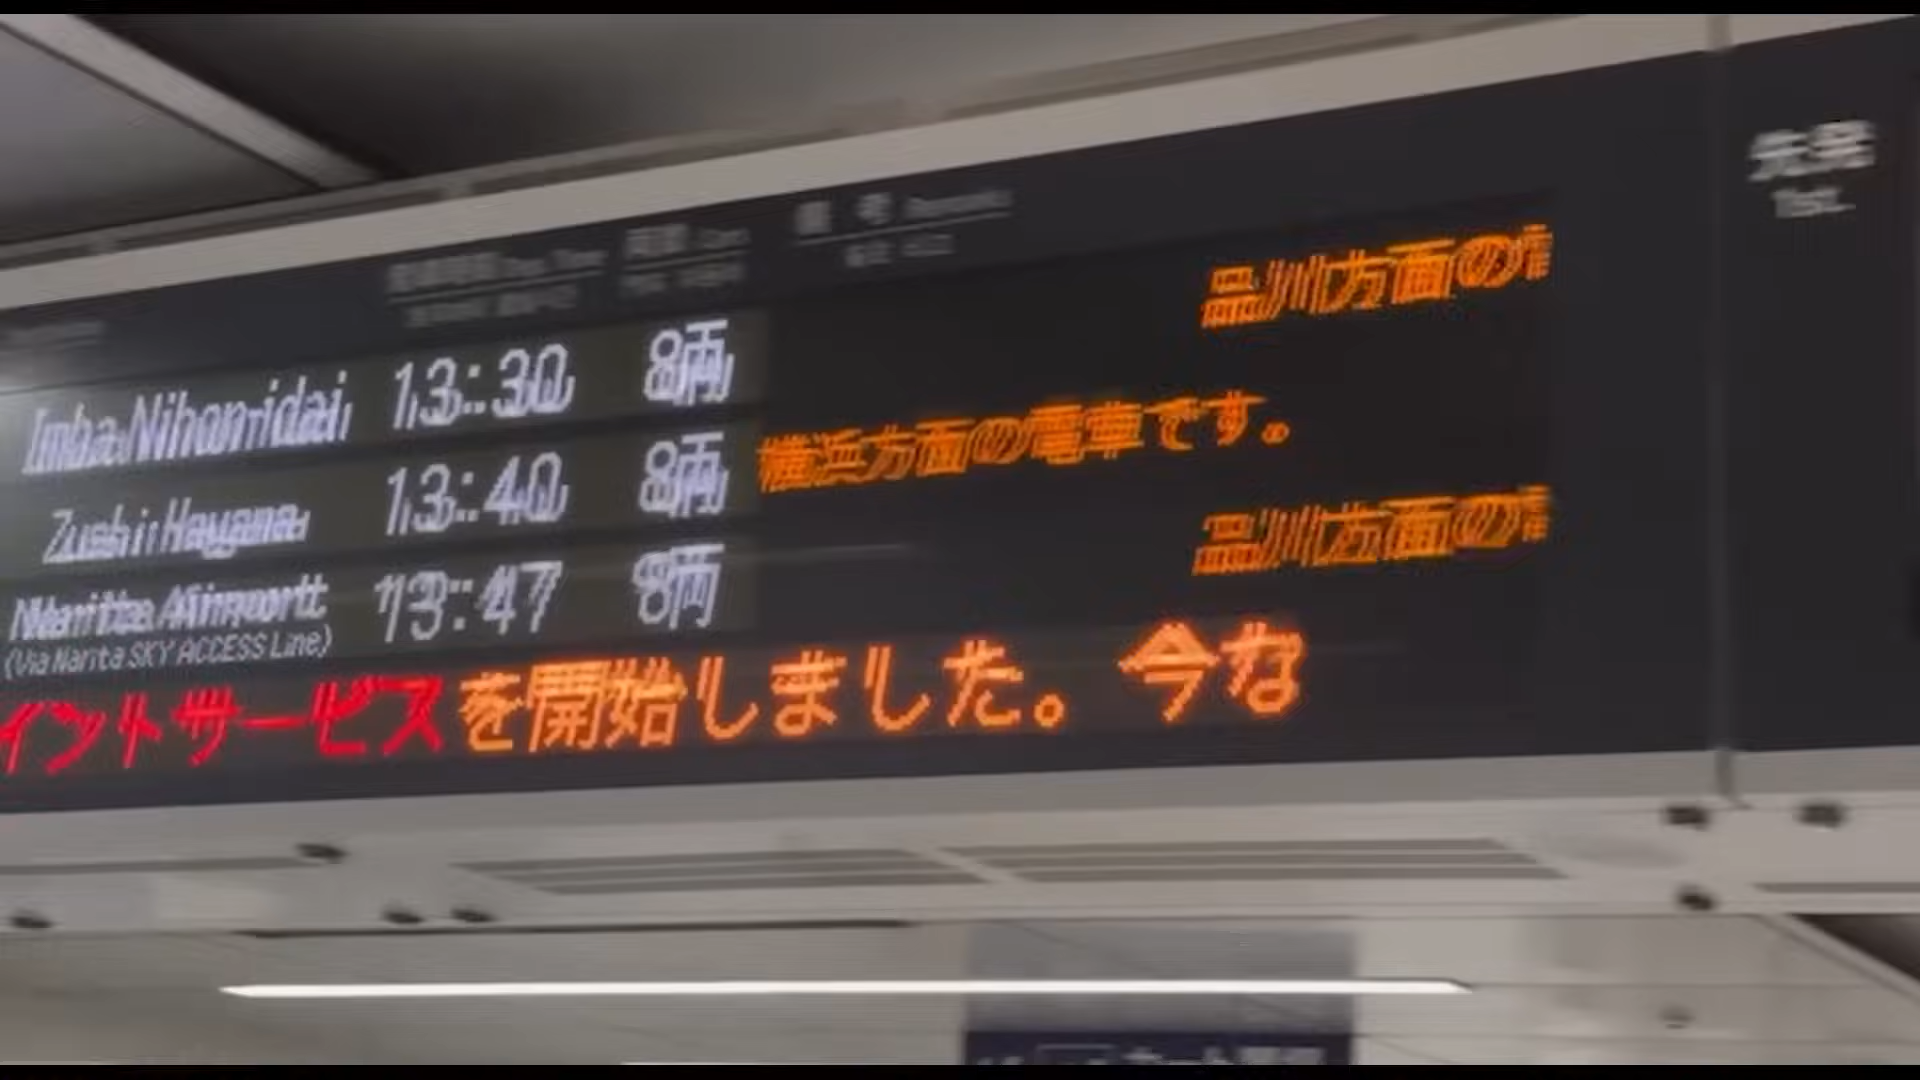 先発
1st.
Imba Nihon-idai 13:30 8両 品川方面の
Zushi·Hayama 13:40 8両 横浜方面の電車です。
Narita Airport 13:47 8両 品川方面の
(Via Narita SKY ACCESS Line)
イントサービスを開始しました。今な